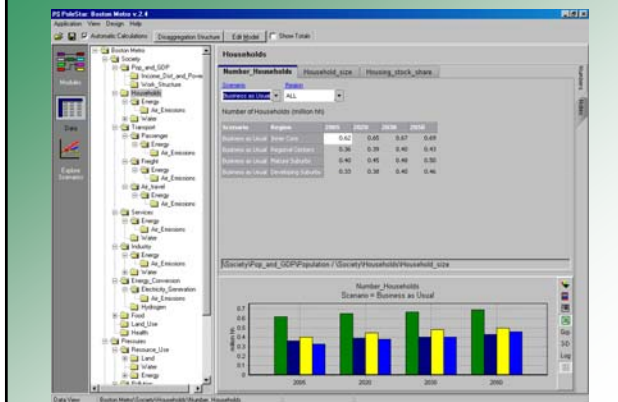 PS PoleStar: Boston Metro v.2.4
Application View Design Help
Automatic Calculations Disaggregation Structure Edit Model Show Totals
Modules
Data
Explore Scenarios
Boston Metro
Society
Pop_and_GDP
Income_Dist_and_Pove
Work_Structure
Households
Energy
Air_Emissions
Water
Transport
Passenger
Energy
Air_Emissions
Freight
Energy
Air_Emissions
Air_travel
Energy
Air_Emissions
Services
Energy
Air_Emissions
Water
Industry
Energy
Air_Emissions
Water
Energy_Conversion
Electricity_Generation
Air_Emissions
Hydrogen
Food
Land_Use
Health
Pressures
Resource_Use
Land
Water
Energy
Pollution
Households
Number_Households Household_size Housing_stock_share
Scenario Region
Business as Usual ALL
Number of Households (million hh)
Scenario Region 2005 2020 2030 2050
Business as Usual Inner Core 0.62 0.65 0.67 0.69
Business as Usual Regional Centers 0.36 0.39 0.40 0.43
Business as Usual Mature Suburbs 0.40 0.45 0.48 0.50
Business as Usual Developing Suburbs 0.33 0.38 0.40 0.46
\Society\Pop_and_GDP\Population / \Society\Households\Household_size
Numbers
Notes
Number_Households
Scenario = Business as Usual
million hh
0.7
0.6
0.5
0.4
0.3
0.2
0.1
0
2005 2020 2030 2050
Gip
3-D
Log
Data View Boston Metro\Society\Households\Number_Households